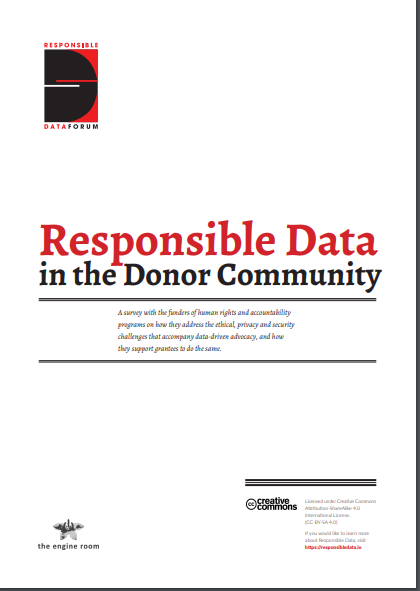 RESPONSIBLE
DATAFORUM
Responsible Data
in the Donor Community
A survey with the funders of human rights and accountability
programs on how they address the ethical, privacy and security
challenges that accompany data-driven advocacy, and how
they support grantees to do the same.
the engine room
cc creative
commons
Licensed under Creative Commons
Attribution-ShareAlike 4.0
International License.
(CC BY-SA 4.0)
If you would like to learn more
about Responsible Data, visit
https://responsibledata.io